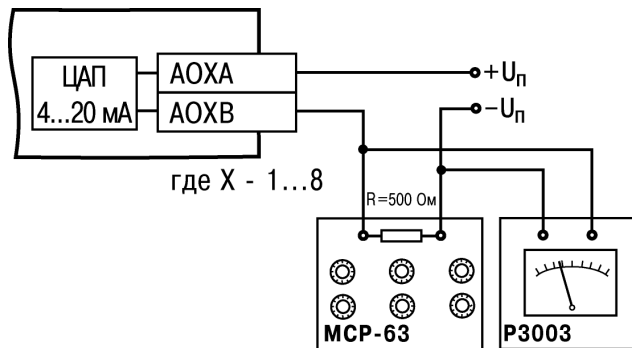 ЦАП
4...20 мА
AOXA
AOXB
+Uп
−Uп
где X - 1...8
R=500 Ом
МСР-63
Р3003